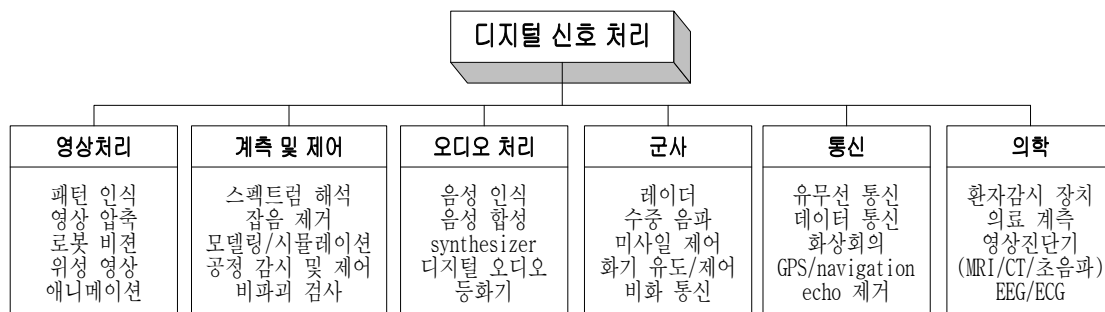 디지털 신호 처리
영상처리
패턴 인식
영상 압축
로봇 비젼
위성 영상
애니메이션
계측 및 제어
스펙트럼 해석
잡음 제거
모델링/시뮬레이션
공정 감시 및 제어
비파괴 검사
오디오 처리
음성 인식
음성 합성
synthesizer
디지털 오디오
등화기
군사
레이더
수중 음파
미사일 제어
화기 유도/제어
비화 통신
통신
유무선 통신
데이터 통신
화상회의
GPS/navigation
echo 제거
의학
환자감시 장치
의료 계측
영상진단기
(MRI/CT/초음파)
EEG/ECG